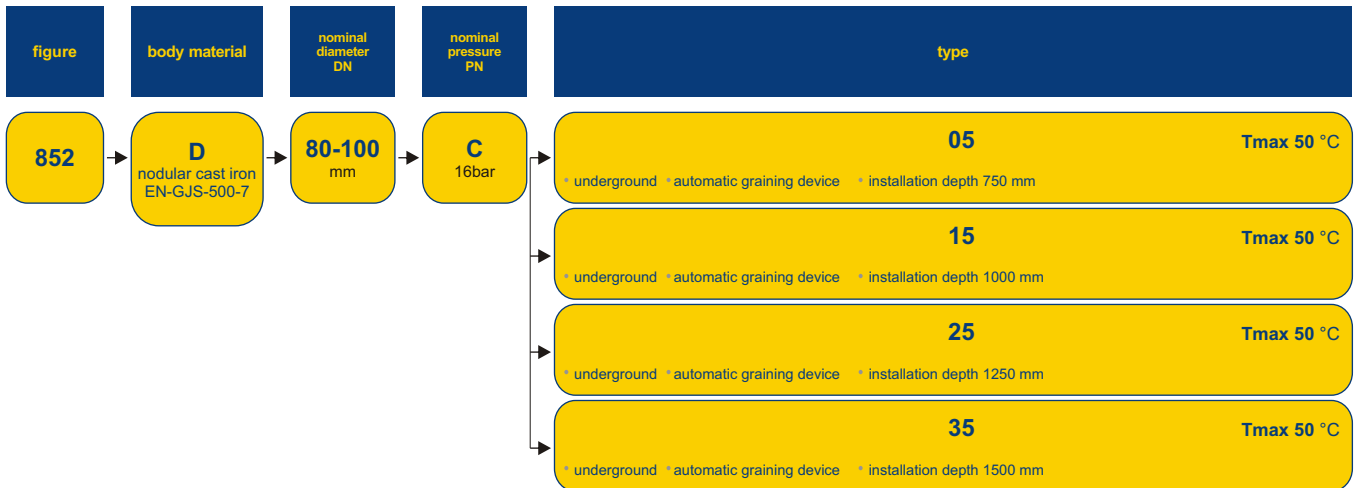 figure
body material
nominal
diameter
DN
nominal
pressure
PN
type
852
D
nodular cast iron
EN-GJS-500-7
80-100
mm
C
16bar
05
Tmax 50 °C
• underground • automatic graining device • installation depth 750 mm
15
Tmax 50 °C
• underground • automatic graining device • installation depth 1000 mm
25
Tmax 50 °C
• underground • automatic graining device • installation depth 1250 mm
35
Tmax 50 °C
• underground • automatic graining device • installation depth 1500 mm